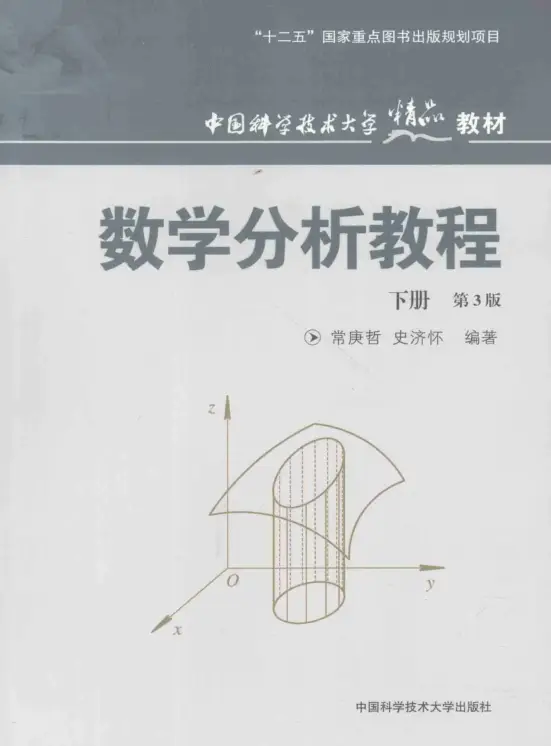 “十二五”国家重点图书出版规划项目
中国科学技术大学 精品 教材
数学分析教程
下册 第3版
常庚哲 史济怀 编著
z
O
y
x
中国科学技术大学出版社